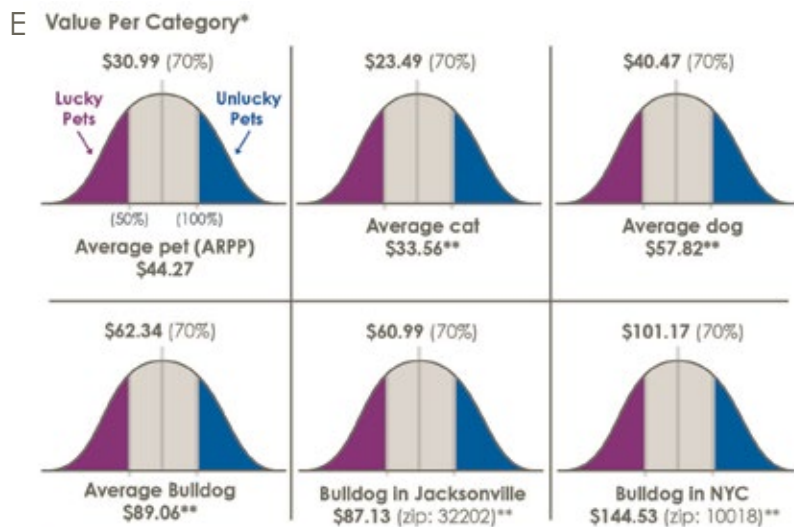 E Value Per Category*
$30.99 (70%)
Lucky
Pets
Unlucky
Pets
(50%) (100%)
Average pet (ARPP)
$44.27
$23.49 (70%)
Average cat
$33.56**
$40.47 (70%)
Average dog
$57.82**
$62.34 (70%)
Average Bulldog
$89.06**
$60.99 (70%)
Bulldog in Jacksonville
$87.13 (zip: 32202)**
$101.17 (70%)
Bulldog in NYC
$144.53 (zip: 10018)**